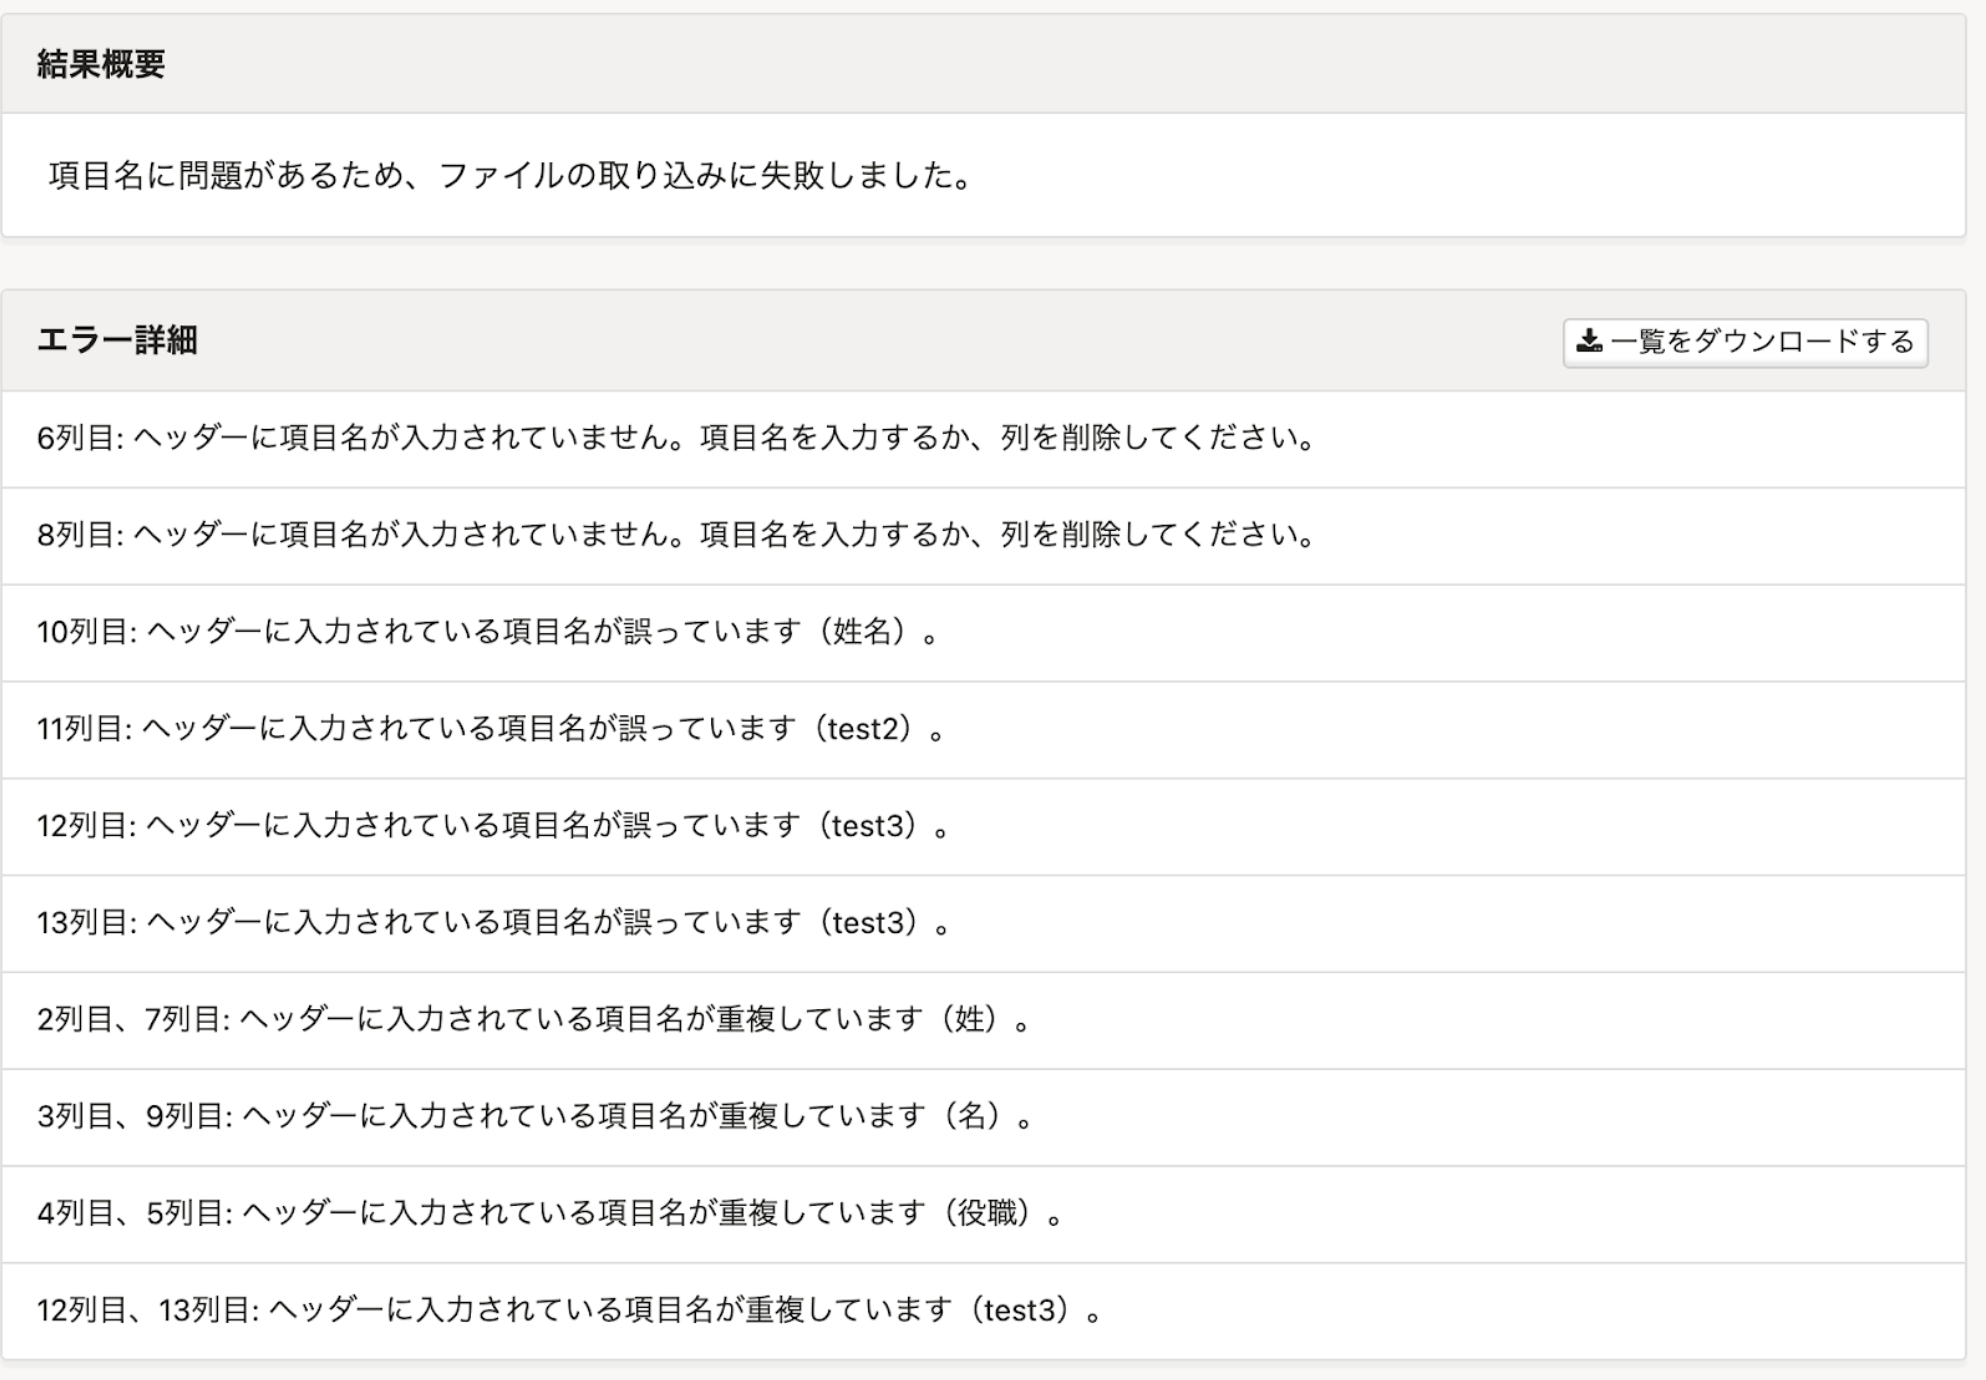 結果概要
項目名に問題があるため、ファイルの取り込みに失敗しました。
エラー詳細
一覧をダウンロードする
6列目: ヘッダーに項目名が入力されていません。項目名を入力するか、列を削除してください。
8列目: ヘッダーに項目名が入力されていません。項目名を入力するか、列を削除してください。
10列目: ヘッダーに入力されている項目名が誤っています（姓名）。
11列目: ヘッダーに入力されている項目名が誤っています（test2）。
12列目: ヘッダーに入力されている項目名が誤っています（test3）。
13列目: ヘッダーに入力されている項目名が誤っています（test3）。
2列目、7列目: ヘッダーに入力されている項目名が重複しています（姓）。
3列目、9列目: ヘッダーに入力されている項目名が重複しています（名）。
4列目、5列目: ヘッダーに入力されている項目名が重複しています（役職）。
12列目、13列目: ヘッダーに入力されている項目名が重複しています（test3）。